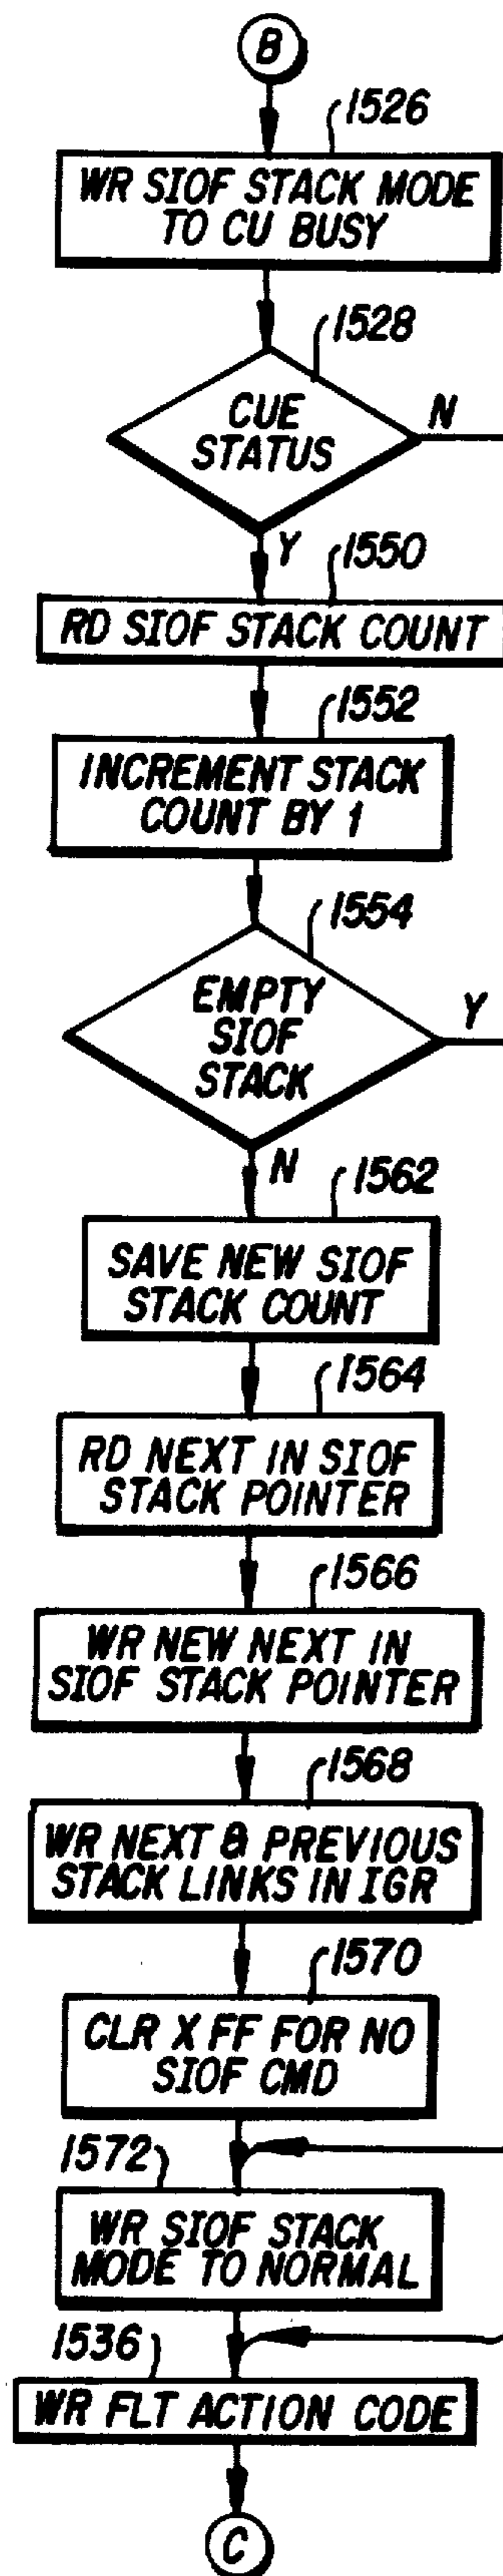 B
1526
WR SIOF STACK MODE
TO CU BUSY
1528
CUE
STATUS
N
Y
1550
RD SIOF STACK COUNT
1552
INCREMENT STACK
COUNT BY 1
1554
EMPTY
SIOF
STACK
Y
N
1562
SAVE NEW SIOF
STACK COUNT
1564
RD NEXT IN SIOF
STACK POINTER
1566
WR NEW NEXT IN
SIOF STACK POINTER
1568
WR NEXT & PREVIOUS
STACK LINKS IN IGR
1570
CLR X FF FOR NO
SIOF CMD
1572
WR SIOF STACK
MODE TO NORMAL
1536
WR FLT ACTION CODE
C